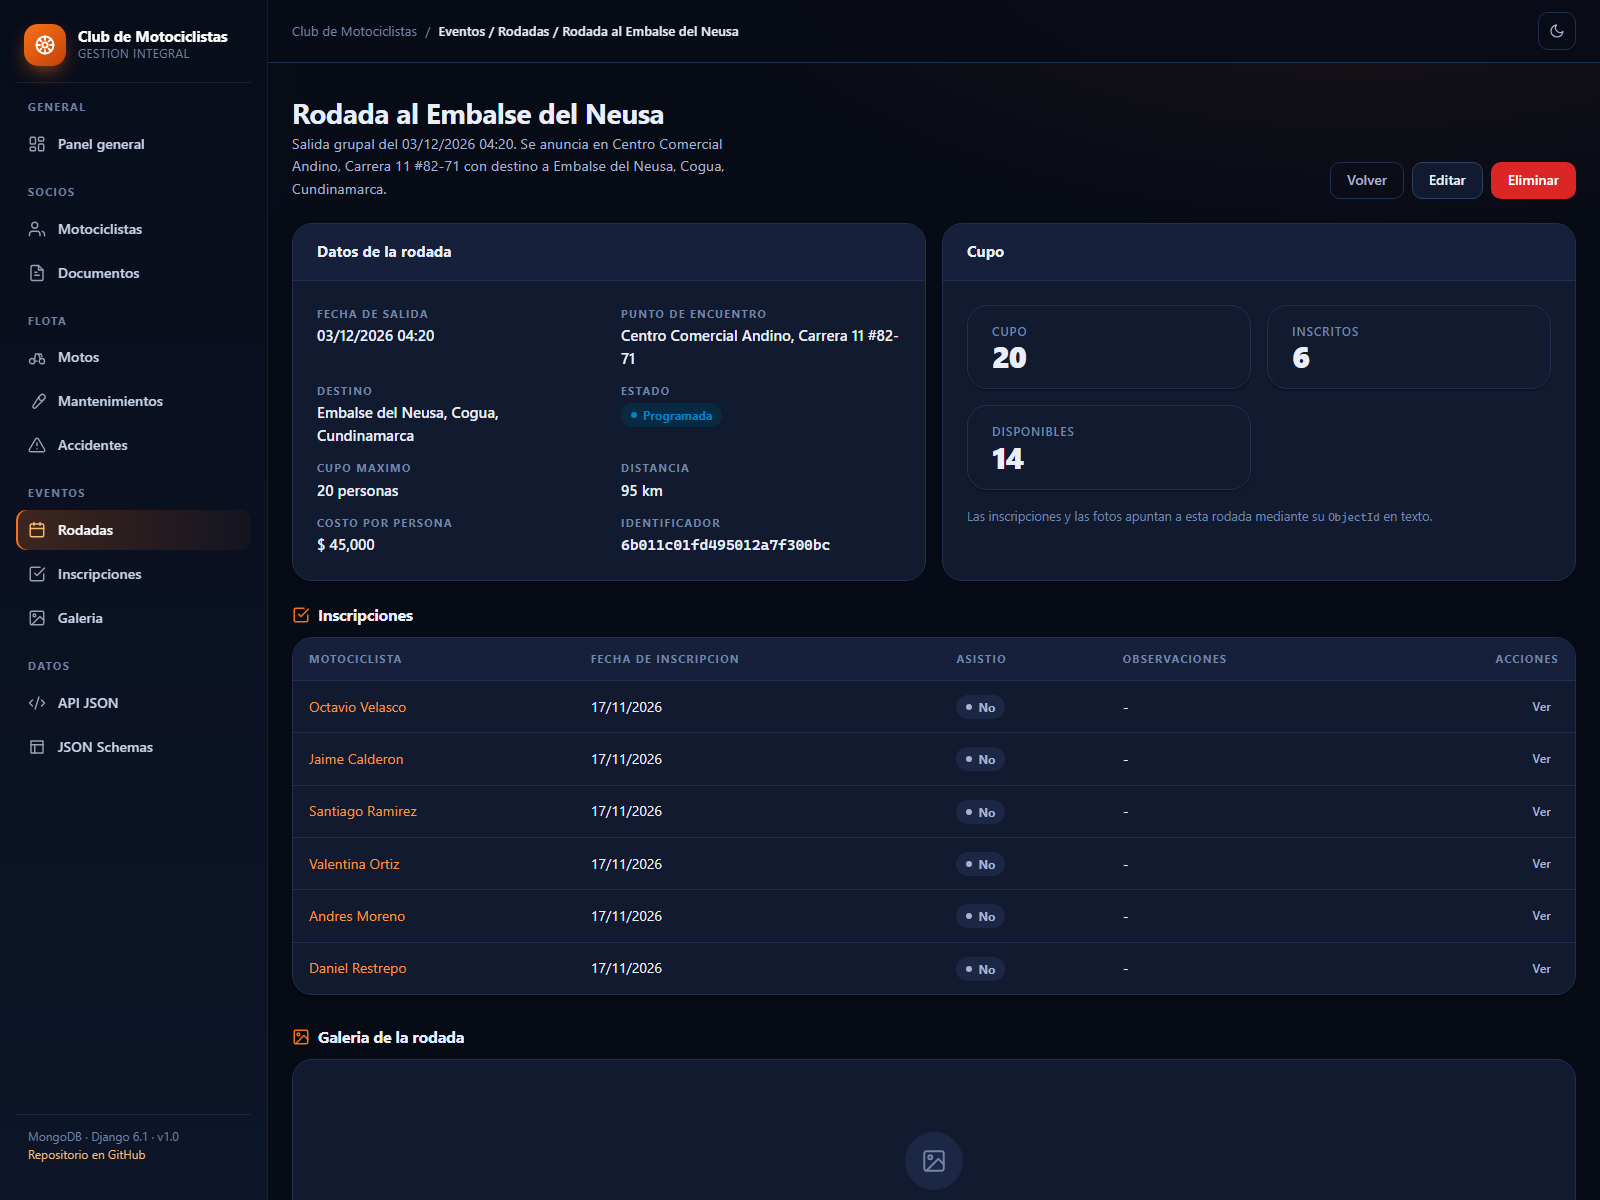 Club de Motociclistas
GESTION INTEGRAL
GENERAL
Panel general
SOCIOS
Motociclistas
Documentos
FLOTA
Motos
Mantenimientos
Accidentes
EVENTOS
Rodadas
Inscripciones
Galeria
DATOS
API JSON
JSON Schemas
MongoDB · Django 6.1 · v1.0
Repositorio en GitHub
Club de Motociclistas / Eventos / Rodadas / Rodada al Embalse del Neusa
Rodada al Embalse del Neusa
Salida grupal del 03/12/2026 04:20. Se anuncia en Centro Comercial
Andino, Carrera 11 #82-71 con destino a Embalse del Neusa, Cogua,
Cundinamarca.
Volver
Editar
Eliminar
Datos de la rodada
FECHA DE SALIDA
03/12/2026 04:20
PUNTO DE ENCUENTRO
Centro Comercial Andino, Carrera 11 #82-
71
DESTINO
Embalse del Neusa, Cogua,
Cundinamarca
ESTADO
Programada
CUPO MAXIMO
20 personas
DISTANCIA
95 km
COSTO POR PERSONA
$ 45,000
IDENTIFICADOR
6b011c01fd495012a7f300bc
Cupo
CUPO
20
INSCRITOS
6
DISPONIBLES
14
Las inscripciones y las fotos apuntan a esta rodada mediante su ObjectId en texto.
Inscripciones
MOTOCICLISTA FECHA DE INSCRIPCION ASISTIO OBSERVACIONES ACCIONES
Octavio Velasco 17/11/2026 No - Ver
Jaime Calderon 17/11/2026 No - Ver
Santiago Ramirez 17/11/2026 No - Ver
Valentina Ortiz 17/11/2026 No - Ver
Andres Moreno 17/11/2026 No - Ver
Daniel Restrepo 17/11/2026 No - Ver
Galeria de la rodada